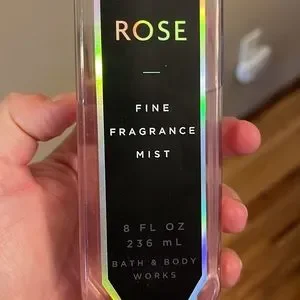 ROSE
FINE
FRAGRANCE
MIST
8 FL OZ
236 mL
BATH & BODY
WORKS